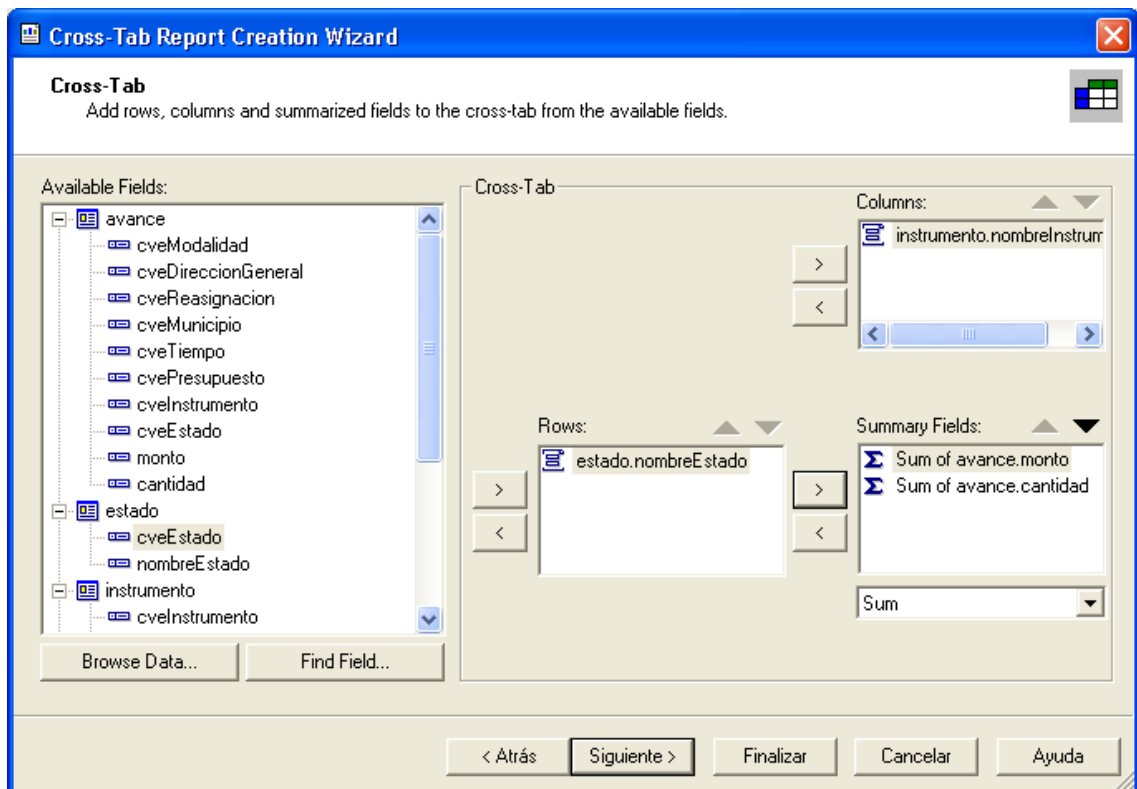 Cross-Tab Report Creation Wizard
Cross-Tab
Add rows, columns and summarized fields to the cross-tab from the available fields.
Available Fields:
avance
cveModalidad
cveDireccionGeneral
cveReasignacion
cveMunicipio
cveTiempo
cvePresupuesto
cveInstrumento
cveEstado
monto
cantidad
estado
cveEstado
nombreEstado
instrumento
cveInstrumento
Browse Data...
Find Field...
Cross-Tab
Columns:
instrumento.nombreInstrum
>
<
Rows:
estado.nombreEstado
>
<
Summary Fields:
Σ Sum of avance.monto
Σ Sum of avance.cantidad
>
<
Sum
< Atrás
Siguiente >
Finalizar
Cancelar
Ayuda